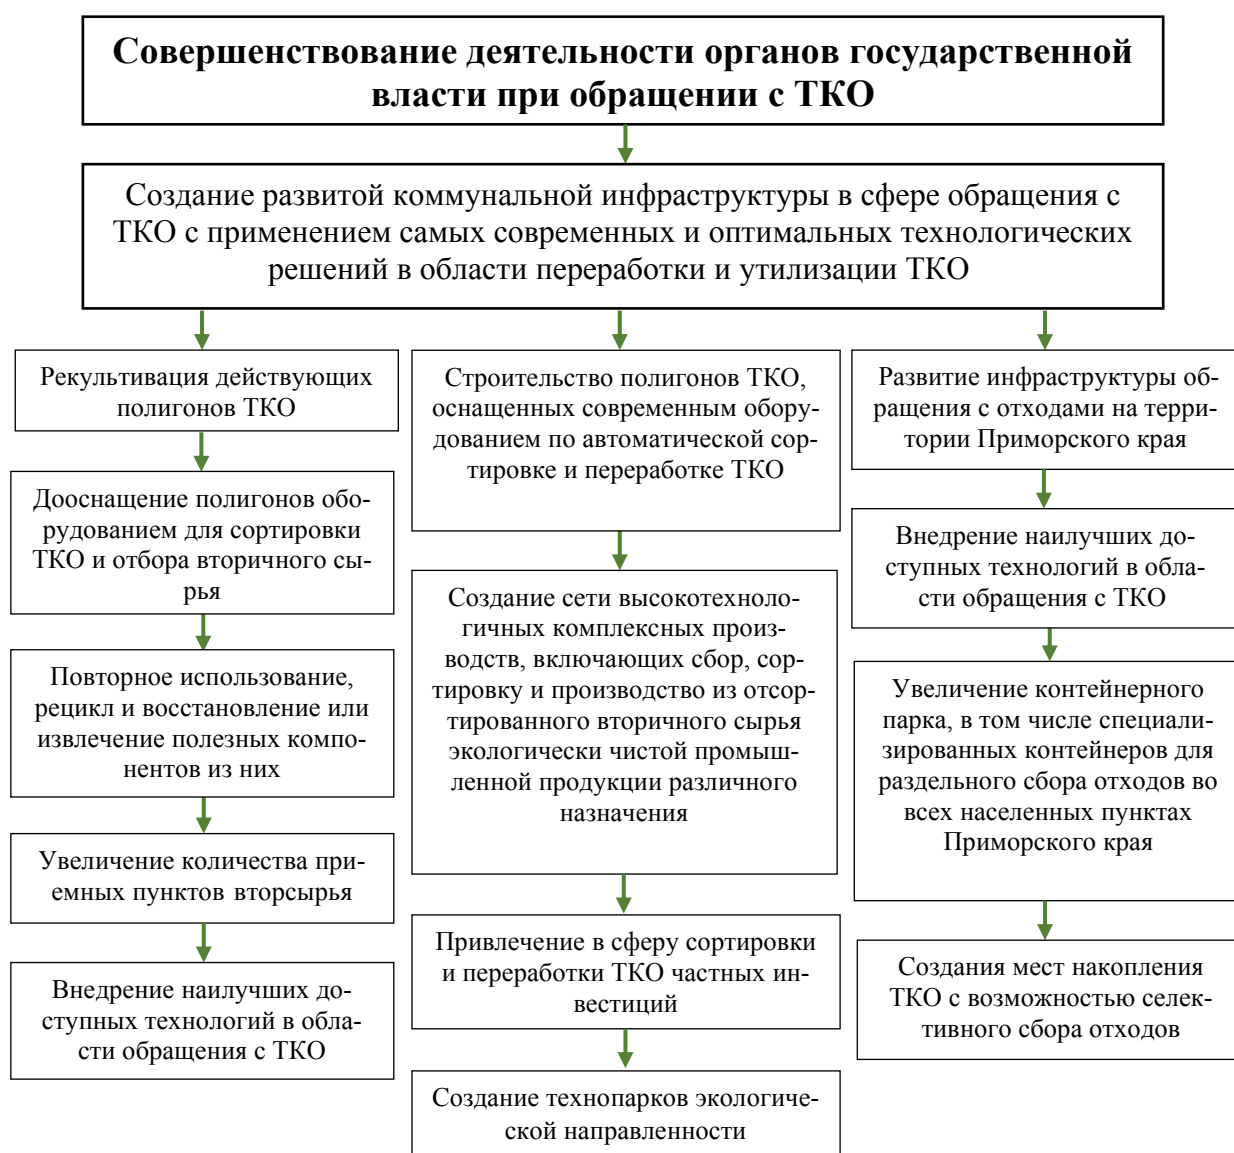 Совершенствование деятельности органов государственной
власти при обращении с ТКО
Создание развитой коммунальной инфраструктуры в сфере обращения с
ТКО с применением самых современных и оптимальных технологических
решений в области переработки и утилизации ТКО
Рекультивация действующих
полигонов ТКО
Дооснащение полигонов обо-
рудованием для сортировки
ТКО и отбора вторичного сы-
рья
Повторное использование,
рецикл и восстановление или
извлечение полезных компо-
нентов из них
Увеличение количества при-
емных пунктов вторсырья
Внедрение наилучших до-
ступных технологий в обла-
сти обращения с ТКО
Строительство полигонов ТКО,
оснащенных современным обору-
дованием по автоматической сор-
тировке и переработке ТКО
Создание сети высокотехноло-
гичных комплексных произ-
водств, включающих сбор, сор-
тировку и производство из отсор-
тированного вторичного сырья
экологически чистой промыш-
ленной продукции различного
назначения
Привлечение в сферу сортировки
и переработки ТКО частных ин-
вестиций
Создание технопарков экологиче-
ской направленности
Развитие инфраструктуры об-
ращения с отходами на терри-
тории Приморского края
Внедрение наилучших до-
ступных технологий в обла-
сти обращения с ТКО
Увеличение контейнерного
парка, в том числе специали-
зированных контейнеров для
раздельного сбора отходов во
всех населенных пунктах
Приморского края
Создания мест накопления
ТКО с возможностью селек-
тивного сбора отходов